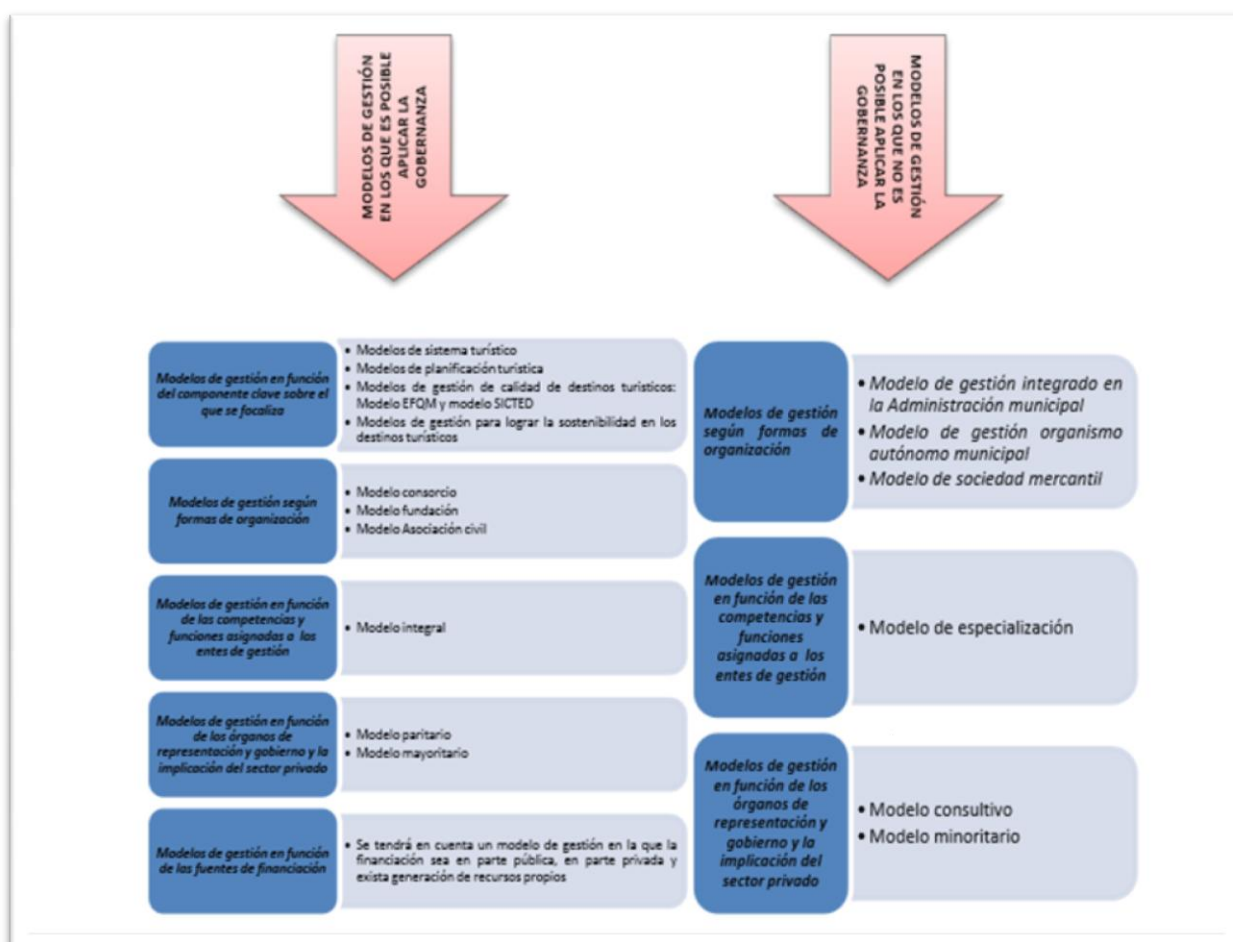 MODELOS DE GESTIÓN
EN LOS QUE ES POSIBLE
APLICAR LA
GOBERNANZA
MODELOS DE GESTIÓN
EN LOS QUE NO ES
POSIBLE APLICAR LA
GOBERNANZA
Modelos de gestión en función
del componente clave sobre el
que se focaliza
• Modelos de sistema turístico
• Modelos de planificación turística
• Modelos de gestión de calidad de destinos turísticos:
Modelo EFQM y modelo SICTED
• Modelos de gestión para lograr la sostenibilidad en los
destinos turísticos
Modelos de gestión según
formas de organización
• Modelo consorcio
• Modelo fundación
• Modelo Asociación civil
Modelos de gestión en función
de las competencias y
funciones asignadas a los
entes de gestión
• Modelo integral
Modelos de gestión en función
de los órganos de
representación y gobierno y la
implicación del sector privado
• Modelo paritario
• Modelo mayoritario
Modelos de gestión en función
de las fuentes de financiación
• Se tendrá en cuenta un modelo de gestión en la que la
financiación sea en parte pública, en parte privada y
exista generación de recursos propios
Modelos de gestión
según formas de
organización
• Modelo de gestión integrado en
la Administración municipal
• Modelo de gestión organismo
autónomo municipal
• Modelo de sociedad mercantil
Modelos de gestión
en función de las
competencias y
funciones
asignadas a los
entes de gestión
• Modelo de especialización
Modelos de gestión
en función de los
órganos de
representación y
gobierno y la
implicación del
sector privado
• Modelo consultivo
• Modelo minoritario